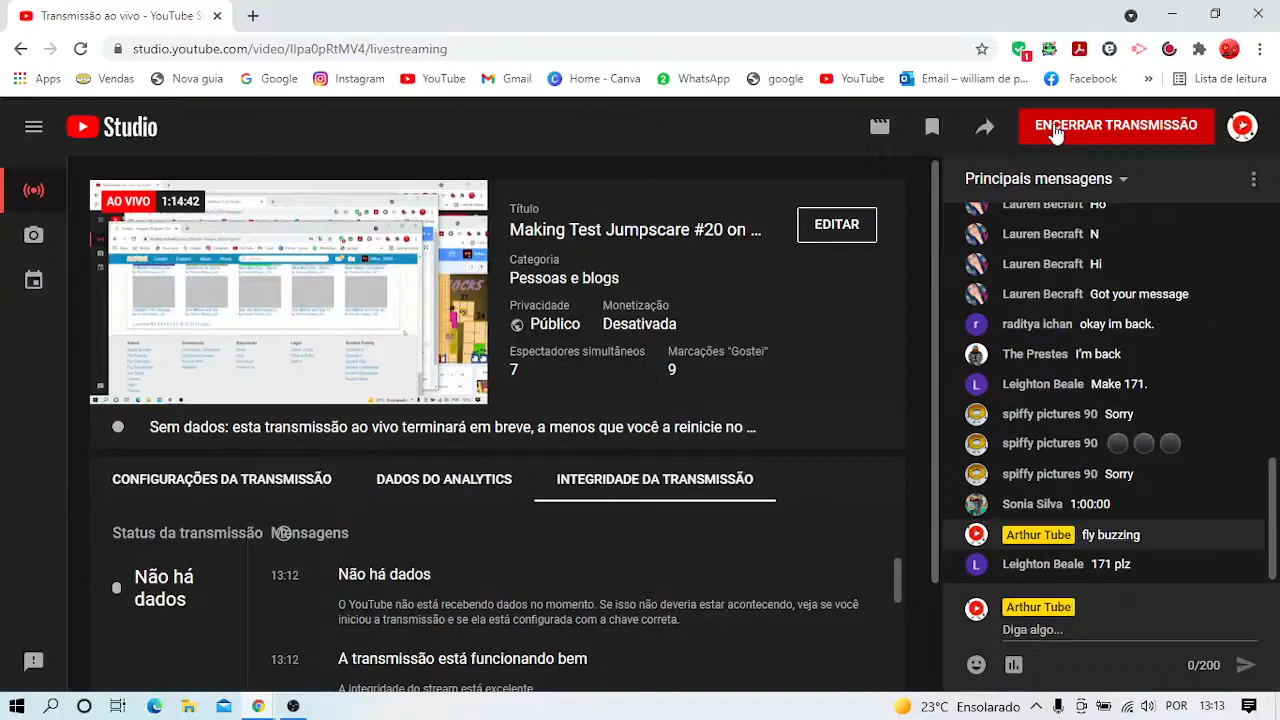 Transmissão ao vivo - YouTube S
studio.youtube.com/video/IIpa0pRtMV4/livestreaming
Apps
Vendas
Nova guia
Google
Instagram
YouTube
Gmail
Home - Canva
WhatsApp
google
YouTube
Email – william de p...
Facebook
»
Lista de leitura
Studio
ENCERRAR TRANSMISSÃO
AO VIVO 1:14:42
Título
Making Test Jumpscare #20 on ...
EDITAR
Categoria
Pessoas e blogs
Privacidade
Moderação
Público
Desativada
7
9
Sem dados: esta transmissão ao vivo terminará em breve, a menos que você a reinicie no ...
CONFIGURAÇÕES DA TRANSMISSÃO
DADOS DO ANALYTICS
INTEGRIDADE DA TRANSMISSÃO
Status da transmissão
Mensagens
Não há
dados
13:12 Não há dados
O YouTube não está recebendo dados no momento. Se isso não deveria estar acontecendo, veja se você
iniciou a transmissão e se ela está configurada com a chave correta.
13:12 A transmissão está funcionando bem
A integridade do stream está excelente
Principais mensagens
Lauren Becraft Ho
Lauren Becraft N
Lauren Becraft Hi
Lauren Becraft Got your message
raditya ichan okay i'm back.
I'm back
Leighton Beale Make 171.
spiffy pictures 90 Sorry
spiffy pictures 90
spiffy pictures 90 Sorry
Sonia Silva 1:00:00
Arthur Tube fly buzzing
Leighton Beale 171 plz
Arthur Tube
Diga algo...
0/200
23°C Ensolarado
POR
13:13